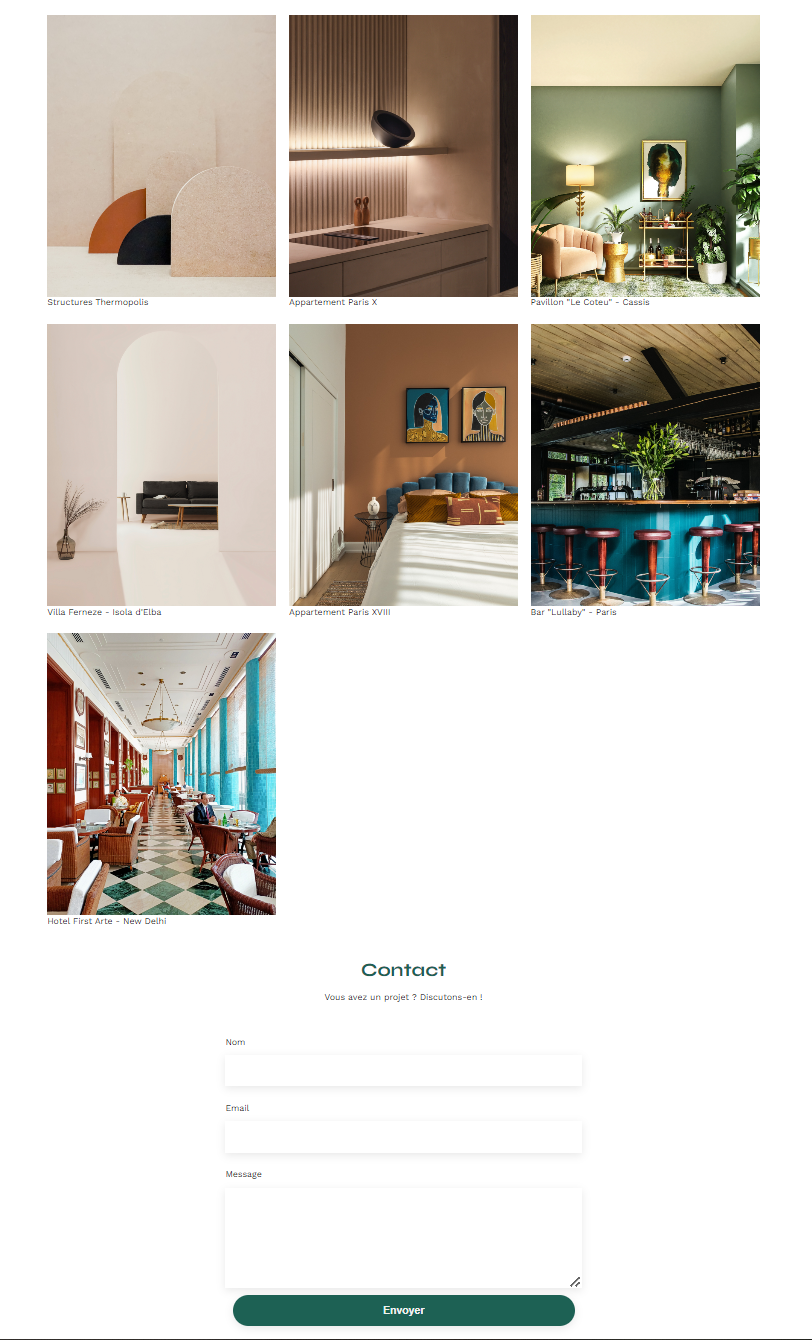 Structures Thermopolis
Appartement Paris X
Pavillon "Le Coteu" - Cassis
Villa Ferneze - Isola d'Elba
Appartement Paris XVIII
Bar "Lullaby" - Paris
Hotel First Arte - New Delhi
Contact
Vous avez un projet ? Discutons-en !
Nom
Email
Message
Envoyer